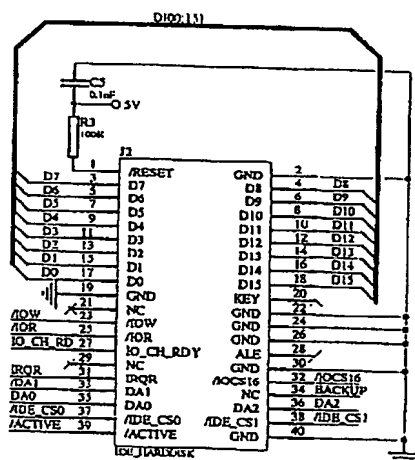 D[00:15]
C5
0.1nF
5V
R3
100K
J2
1 /RESET GND 2
D7 3 D7 D8 4 D8
D6 5 D6 D9 6 D9
D5 7 D5 D10 8 D10
D4 9 D4 D11 10 D11
D3 11 D3 D12 12 D12
D2 13 D2 D13 14 D13
D1 15 D1 D14 16 D14
D0 17 D0 D15 18 D15
19 GND KEY 20
21 NC GND 22
/IOW 23 /IOW GND 24
/IOR 25 /IOR GND 26
IO_CH_RD 27 IO_CH_RDY ALE 28
29 NC GND 30
IRQR 31 IRQR /IOCS16 32 /IOCS16
/DA1 33 DA1 NC 34 BACKUP
DA0 35 DA0 DA2 36 DA2
/IDE_CS0 37 /IDE_CS0 /IDE_CS1 38 /IDE_CS1
/ACTIVE 39 /ACTIVE GND 40
IDE_HARDDISK